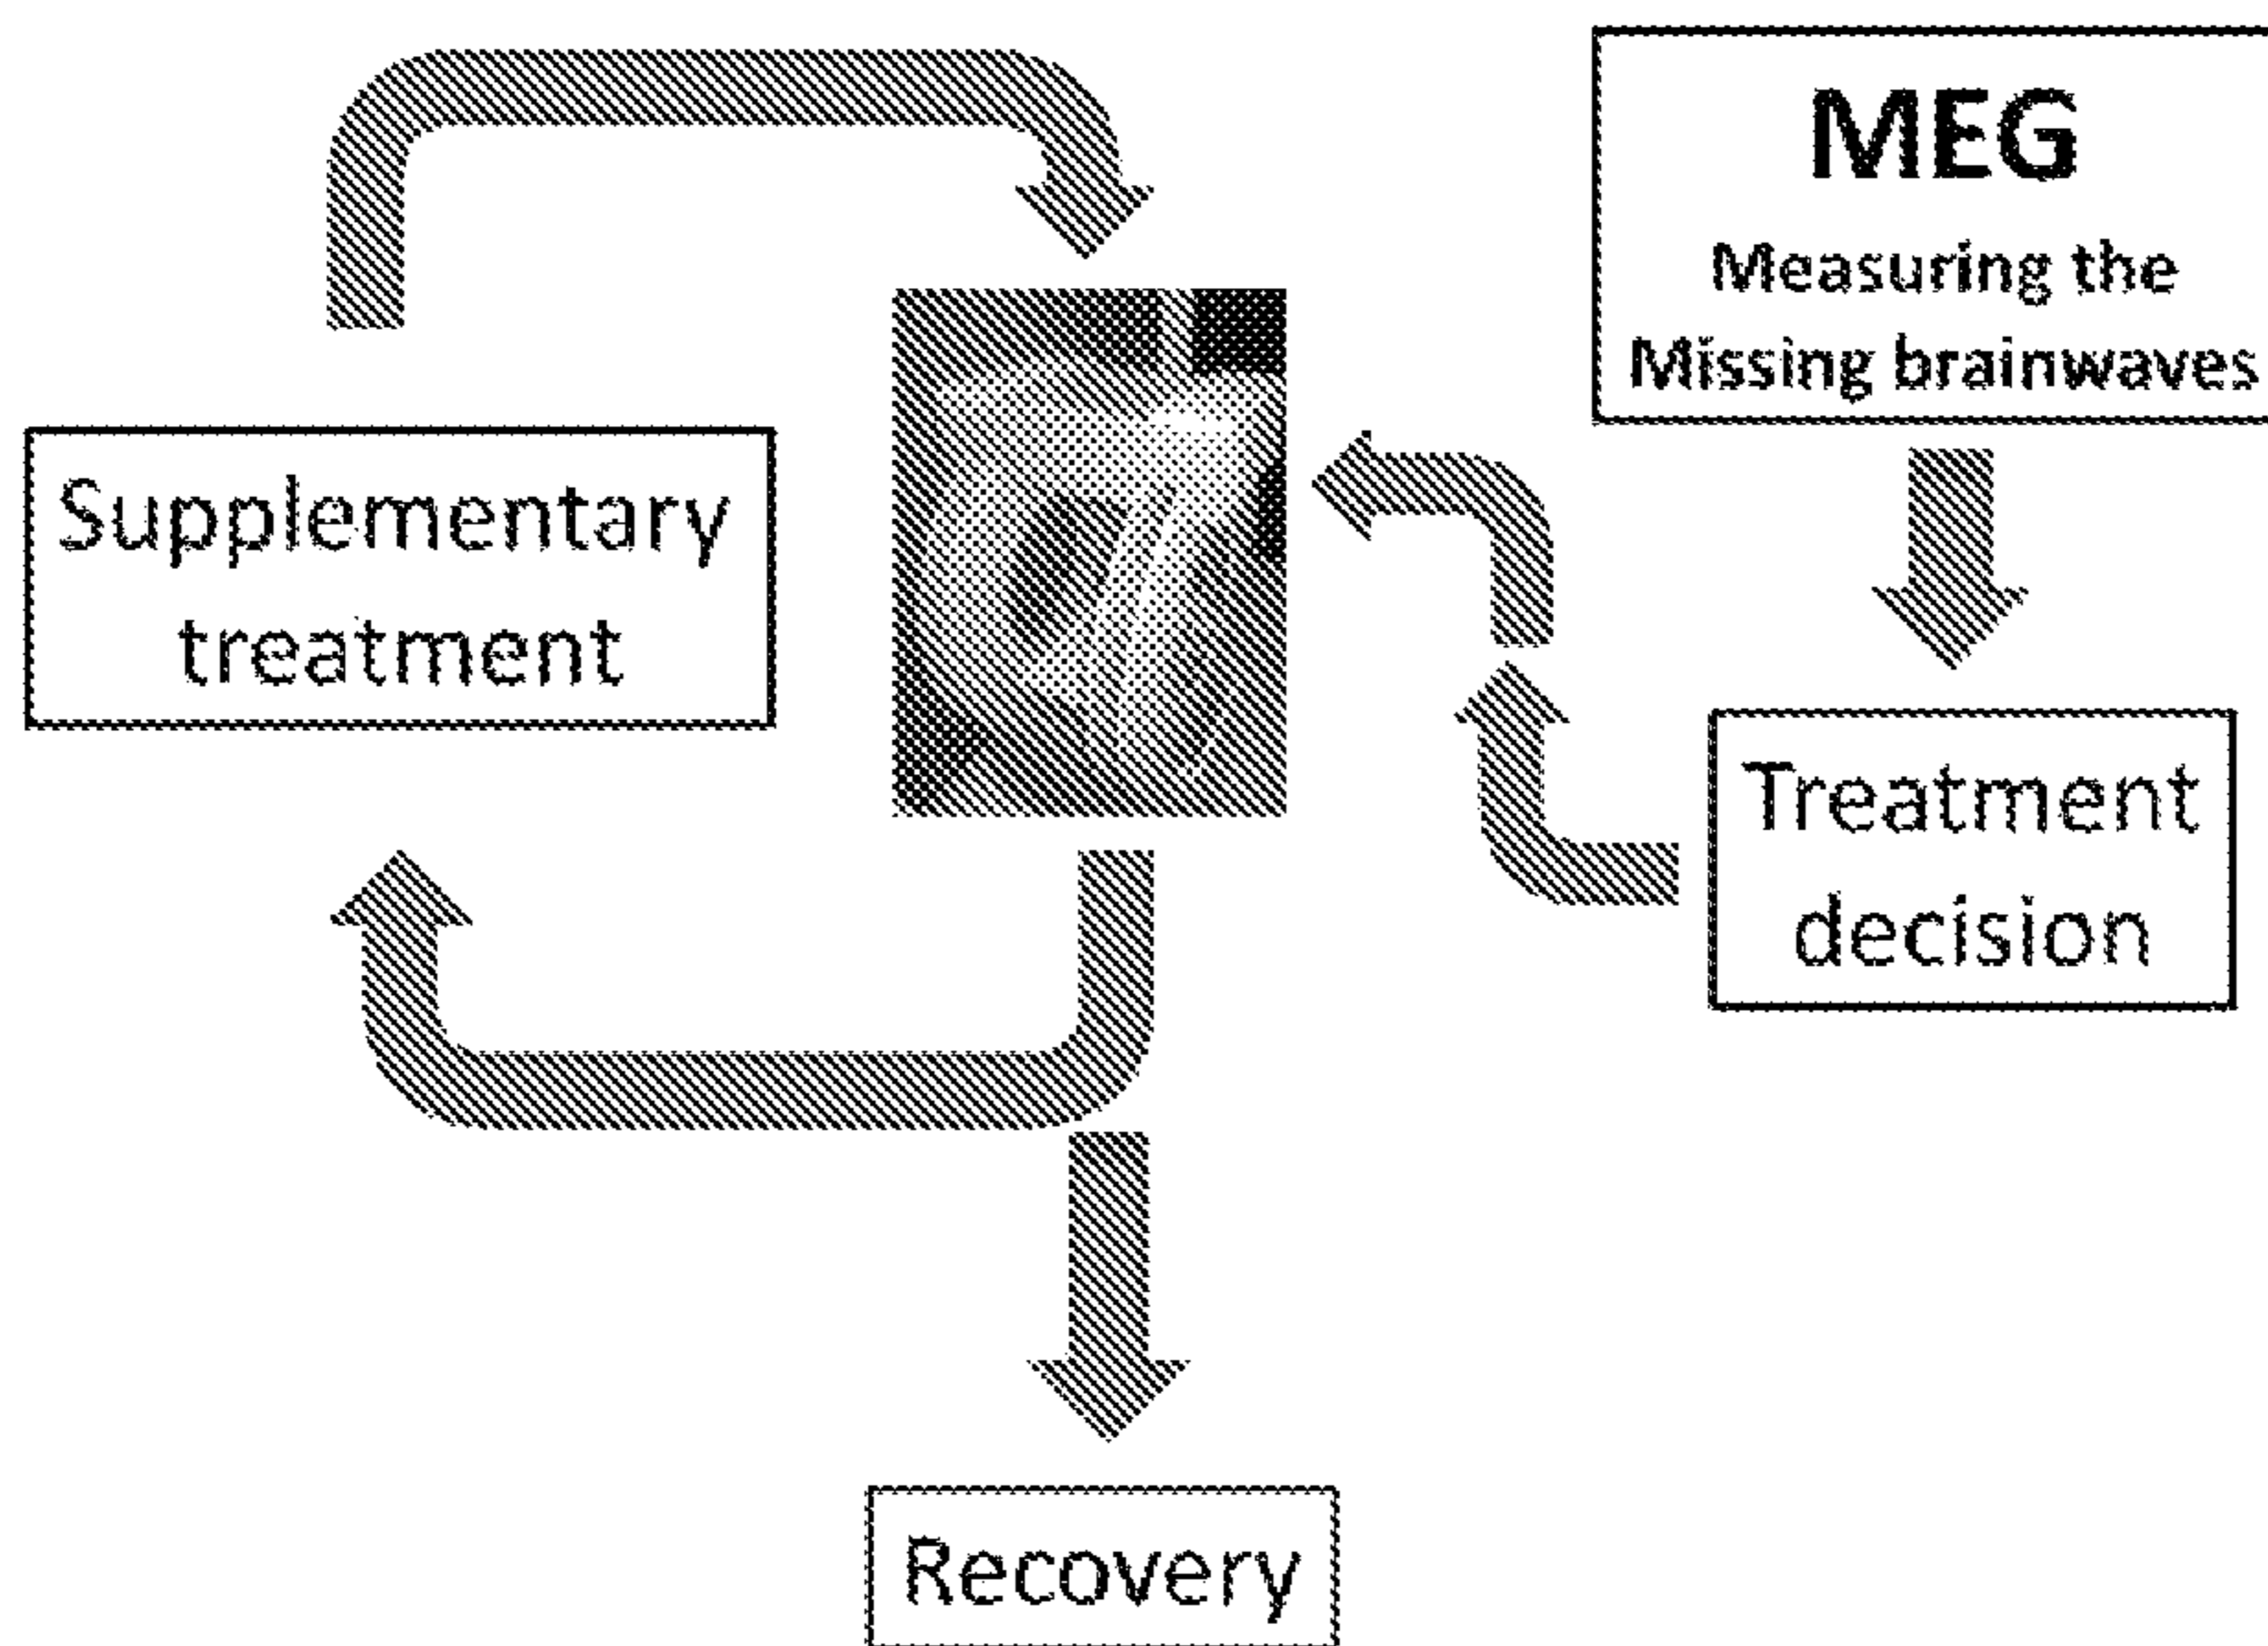 MEG
Measuring the
Missing brainwaves
Supplementary
treatment
Treatment
decision
Recovery